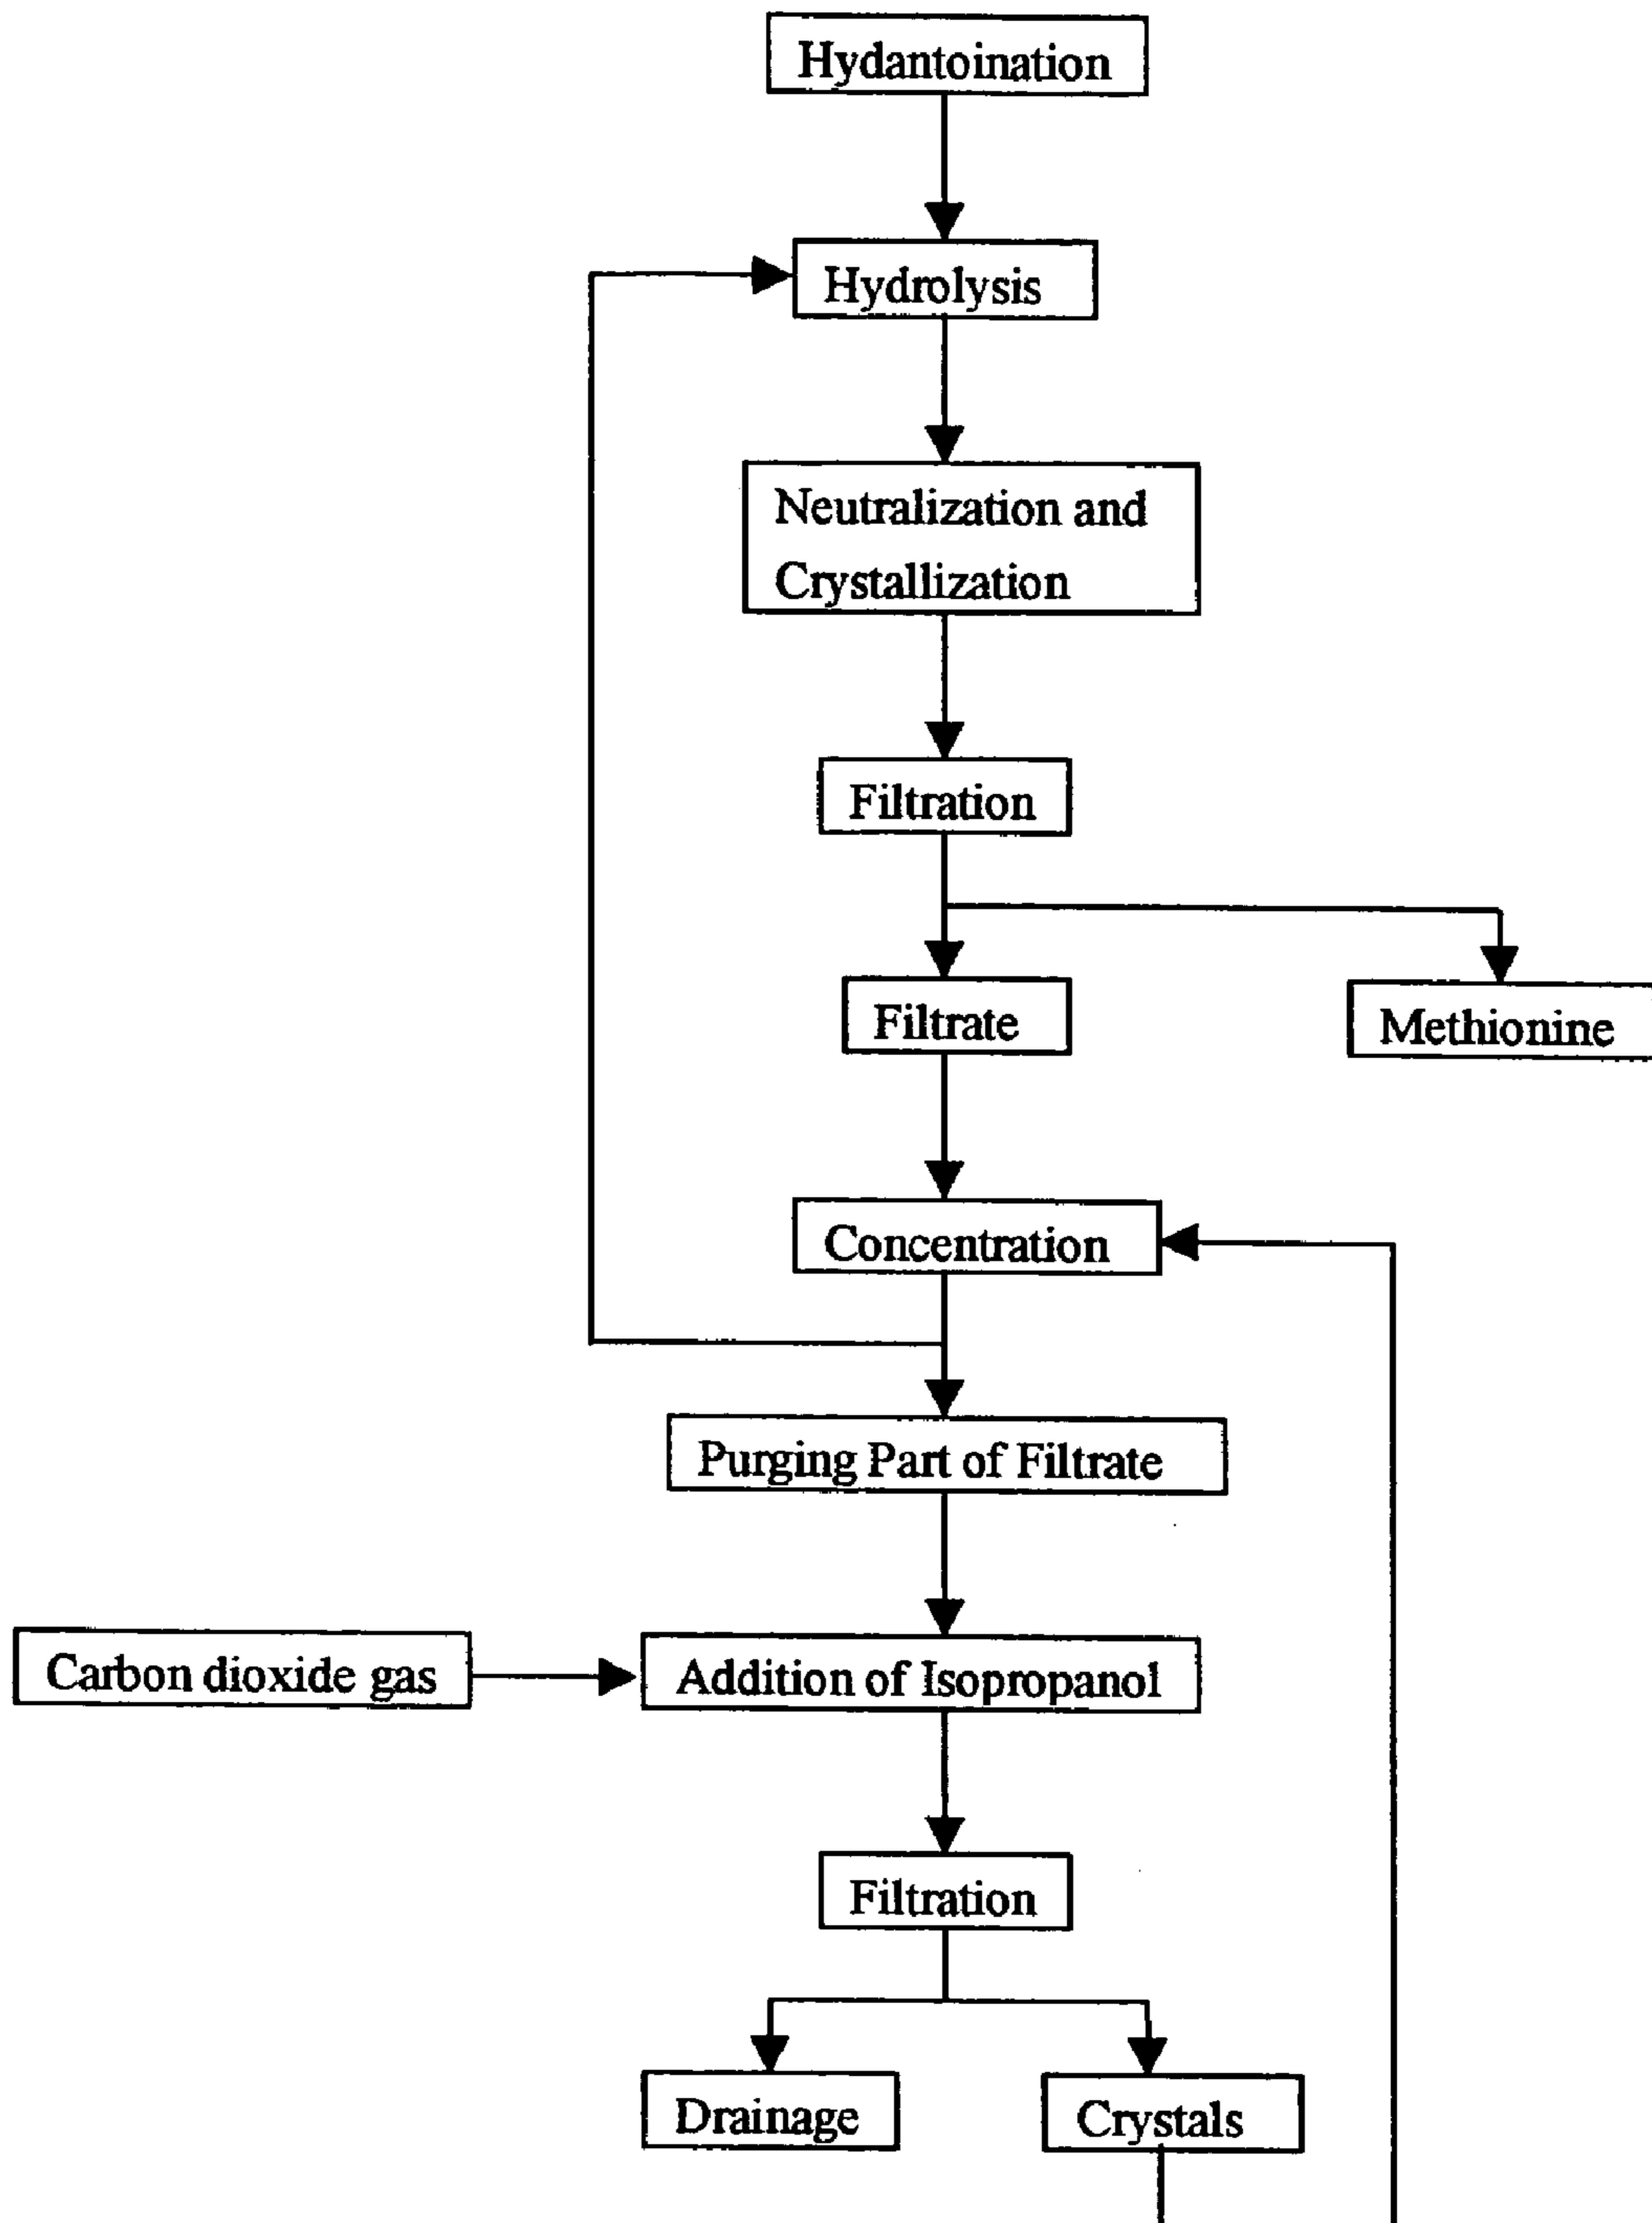 Hydantoination
Hydrolysis
Neutralization and
Crystallization
Filtration
Filtrate
Methionine
Concentration
Purging Part of Filtrate
Carbon dioxide gas
Addition of Isopropanol
Filtration
Drainage
Crystals